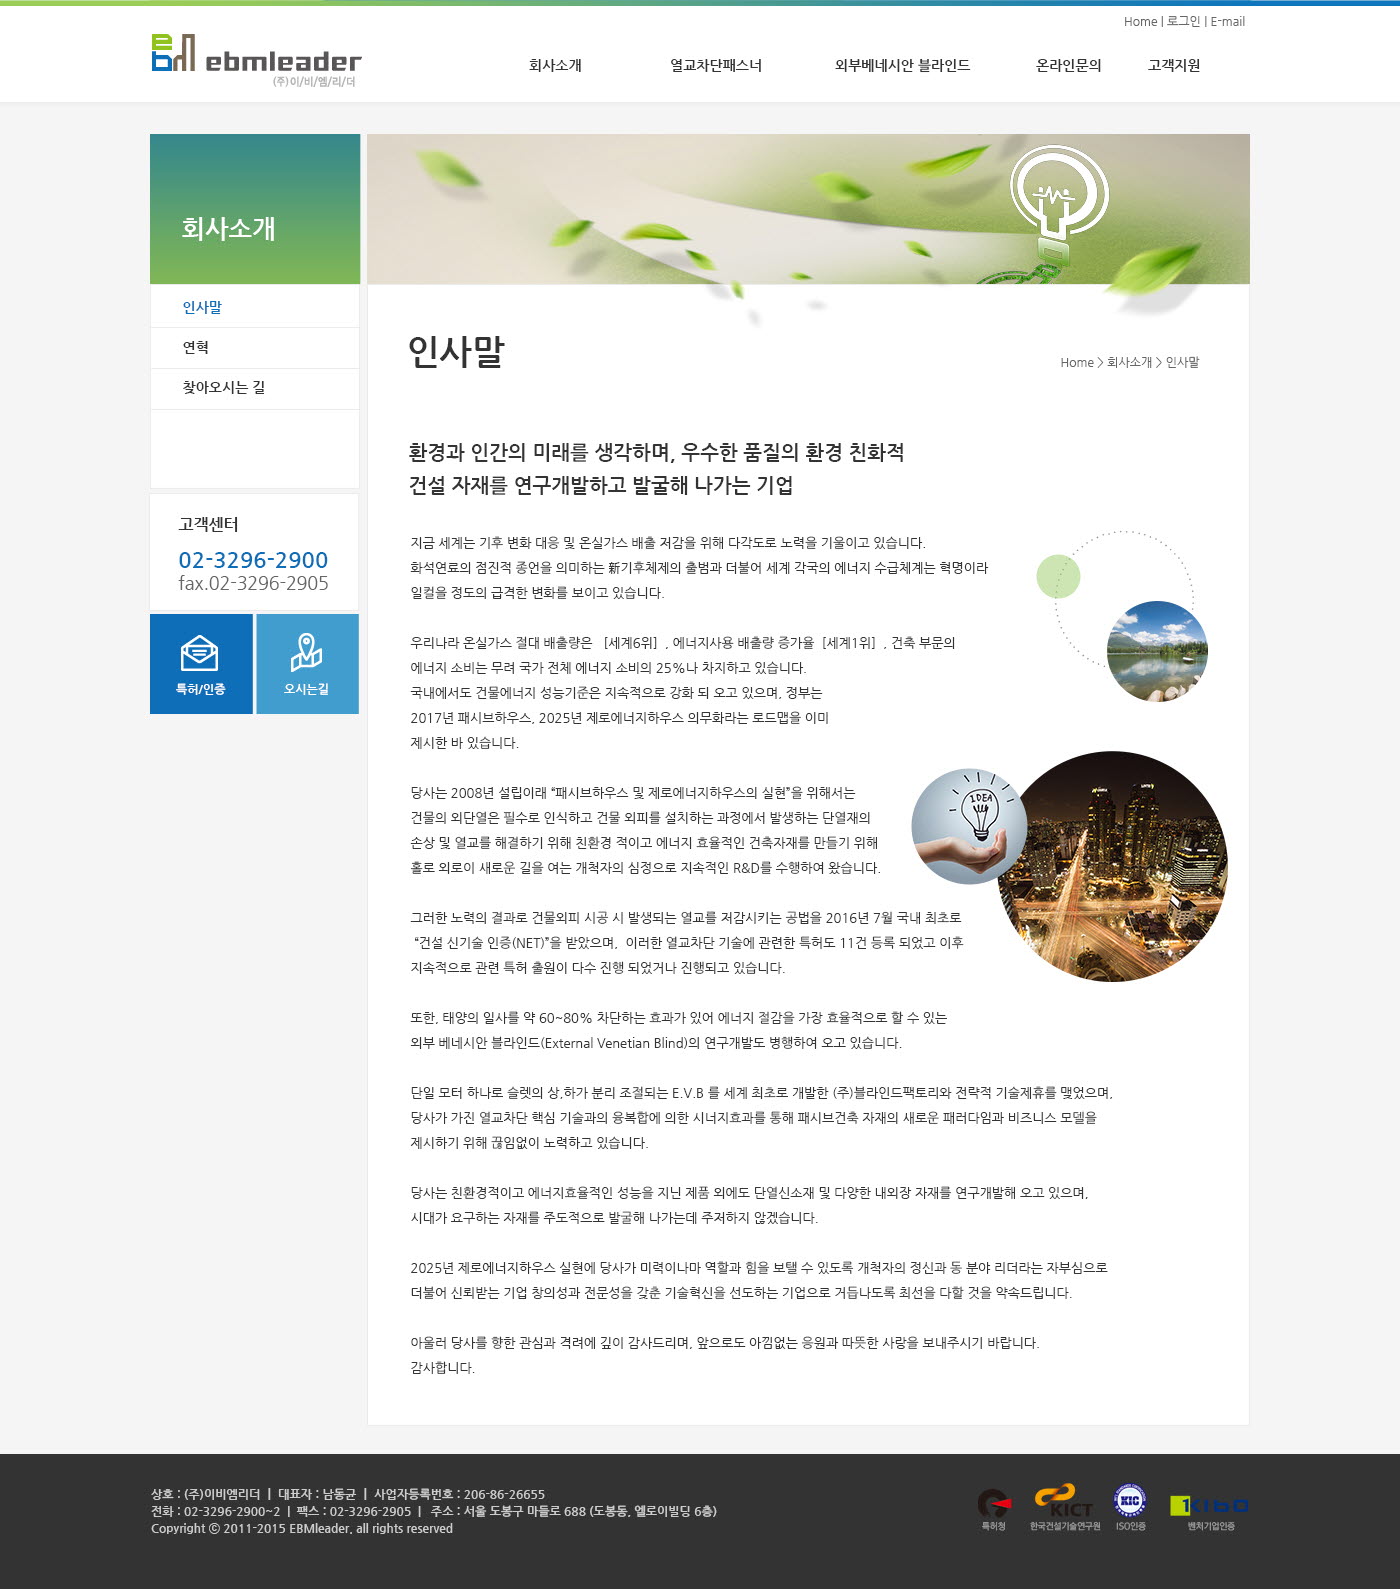 Home | 로그인 | E-mail
ebmleader
(주)이/비/엠/리/더
회사소개 열교차단패스너 외부베네시안 블라인드 온라인문의 고객지원
회사소개
인사말
연혁
찾아오시는 길
고객센터
02-3296-2900
fax.02-3296-2905
특허/인증 오시는길
인사말
Home > 회사소개 > 인사말
환경과 인간의 미래를 생각하며, 우수한 품질의 환경 친화적
건설 자재를 연구개발하고 발굴해 나가는 기업
지금 세계는 기후 변화 대응 및 온실가스 배출 저감을 위해 다각도로 노력을 기울이고 있습니다.
화석연료의 점진적 종언을 의미하는 新기후체제의 출범과 더불어 세계 각국의 에너지 수급체계는 혁명이라
일컬을 정도의 급격한 변화를 보이고 있습니다.
우리나라 온실가스 절대 배출량은 [세계6위] , 에너지사용 배출량 증가율 [세계1위] , 건축 부문의
에너지 소비는 무려 국가 전체 에너지 소비의 25%나 차지하고 있습니다.
국내에서도 건물에너지 성능기준은 지속적으로 강화 되 오고 있으며, 정부는
2017년 패시브하우스, 2025년 제로에너지하우스 의무화라는 로드맵을 이미
제시한 바 있습니다.
당사는 2008년 설립이래 “패시브하우스 및 제로에너지하우스의 실현”을 위해서는
건물의 외단열은 필수로 인식하고 건물 외피를 설치하는 과정에서 발생하는 단열재의
손상 및 열교를 해결하기 위해 친환경 적이고 에너지 효율적인 건축자재를 만들기 위해
홀로 외로이 새로운 길을 여는 개척자의 심정으로 지속적인 R&D를 수행하여 왔습니다.
IDEA
그러한 노력의 결과로 건물외피 시공 시 발생되는 열교를 저감시키는 공법을 2016년 7월 국내 최초로
“건설 신기술 인증(NET)”을 받았으며, 이러한 열교차단 기술에 관련한 특허도 11건 등록 되었고 이후
지속적으로 관련 특허 출원이 다수 진행 되었거나 진행되고 있습니다.
또한, 태양의 일사를 약 60~80% 차단하는 효과가 있어 에너지 절감을 가장 효율적으로 할 수 있는
외부 베네시안 블라인드(External Venetian Blind)의 연구개발도 병행하여 오고 있습니다.
단일 모터 하나로 슬렛의 상,하가 분리 조절되는 E.V.B 를 세계 최초로 개발한 (주)블라인드팩토리와 전략적 기술제휴를 맺었으며,
당사가 가진 열교차단 핵심 기술과의 융복합에 의한 시너지효과를 통해 패시브건축 자재의 새로운 패러다임과 비즈니스 모델을
제시하기 위해 끊임없이 노력하고 있습니다.
당사는 친환경적이고 에너지효율적인 성능을 지닌 제품 외에도 단열신소재 및 다양한 내외장 자재를 연구개발해 오고 있으며,
시대가 요구하는 자재를 주도적으로 발굴해 나가는데 주저하지 않겠습니다.
2025년 제로에너지하우스 실현에 당사가 미력이나마 역할과 힘을 보탤 수 있도록 개척자의 정신과 동 분야 리더라는 자부심으로
더불어 신뢰받는 기업 창의성과 전문성을 갖춘 기술혁신을 선도하는 기업으로 거듭나도록 최선을 다할 것을 약속드립니다.
아울러 당사를 향한 관심과 격려에 깊이 감사드리며, 앞으로도 아낌없는 응원과 따뜻한 사랑을 보내주시기 바랍니다.
감사합니다.
상호 : (주)이비엠리더 | 대표자 : 남동균 | 사업자등록번호 : 206-86-26655
전화 : 02-3296-2900~2 | 팩스 : 02-3296-2905 | 주소 : 서울 도봉구 마들로 688 (도봉동, 엘로이빌딩 6층)
Copyright ⓒ 2011-2015 EBMleader, all rights reserved
KICT KIC 1KIBO
특허청 한국건설기술연구원 ISO인증 벤처기업인증